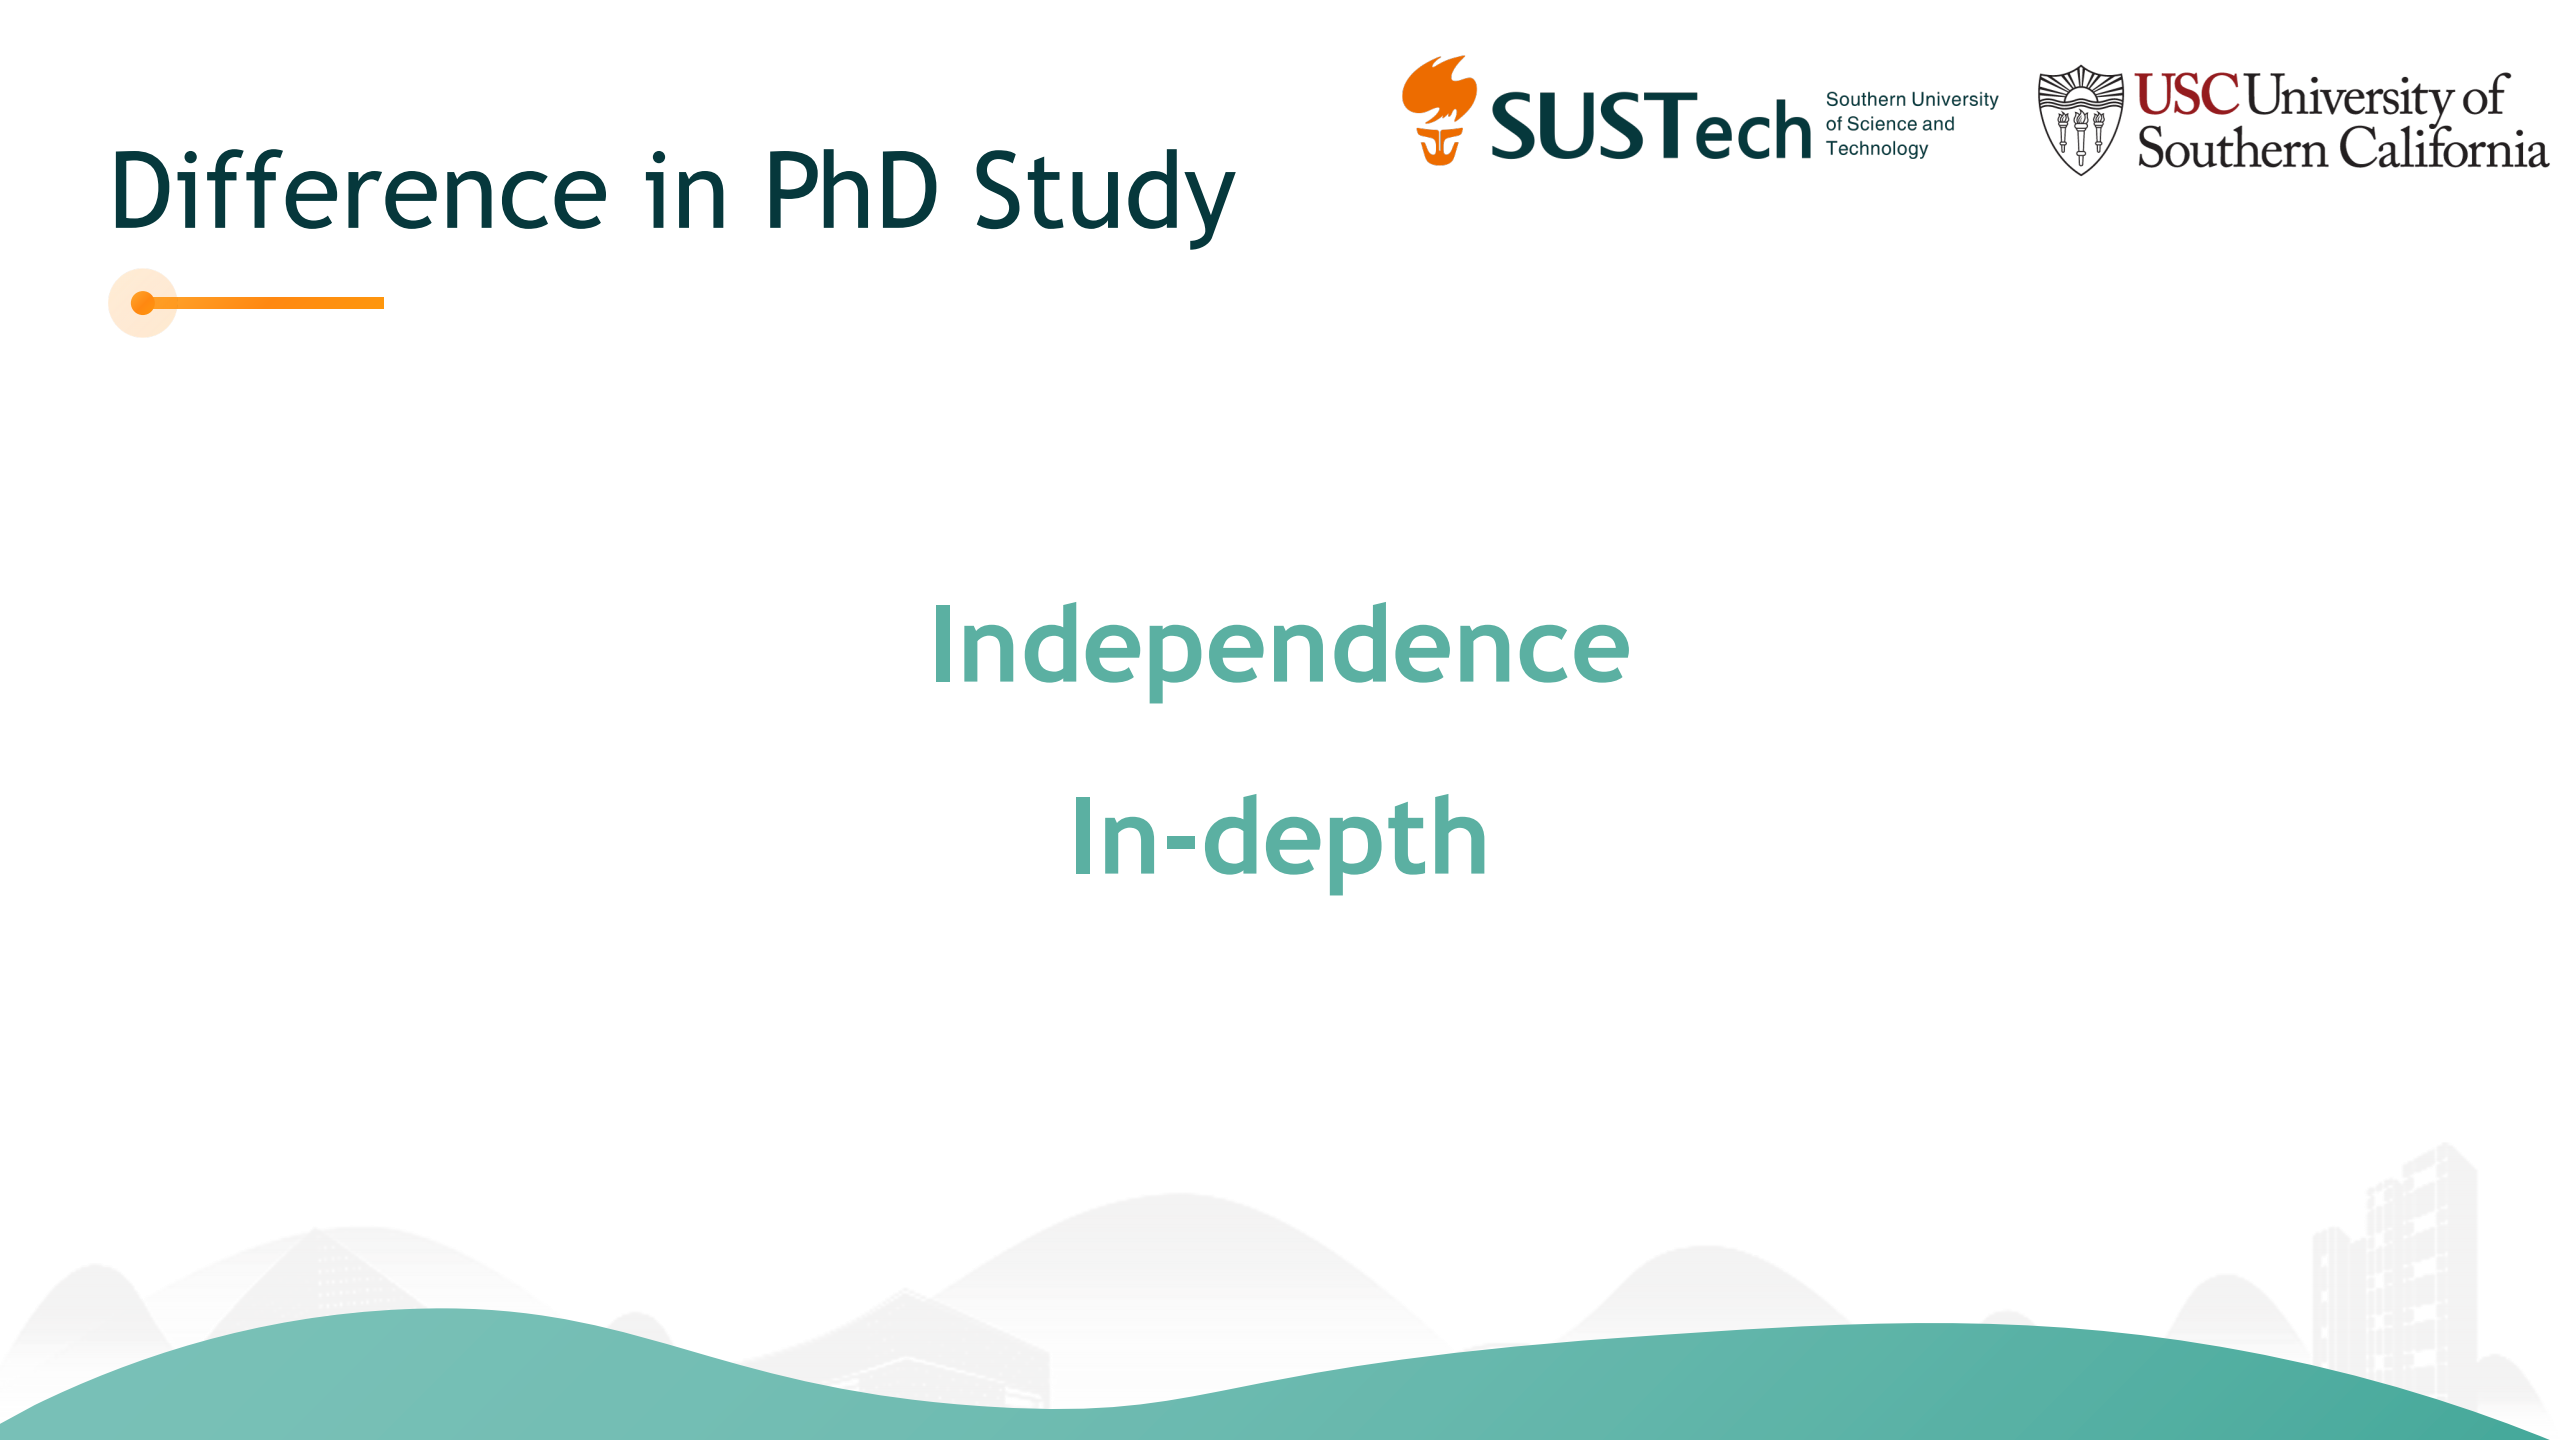 Difference in PhD Study
SUSTech
Southern University
of Science and
Technology
USC University of
Southern California
Independence
In-depth